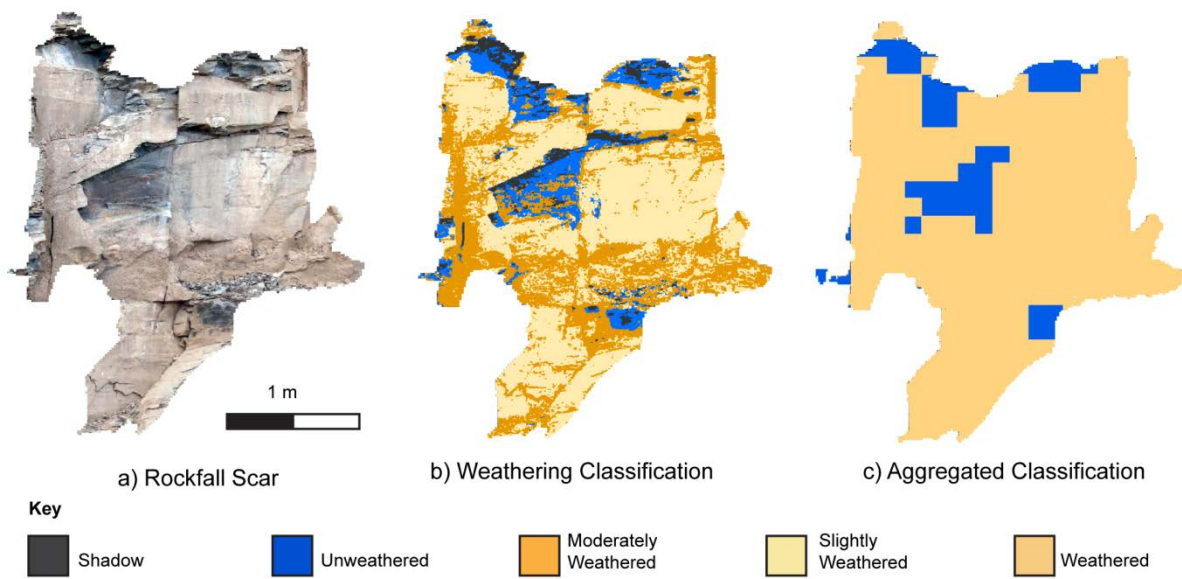 1 m
a) Rockfall Scar
b) Weathering Classification
c) Aggregated Classification
Key
Shadow
Unweathered
Moderately
Weathered
Slightly
Weathered
Weathered